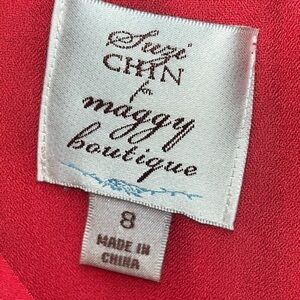 Suzi
CHIN
for
maggy
boutique
8
MADE IN
CHINA